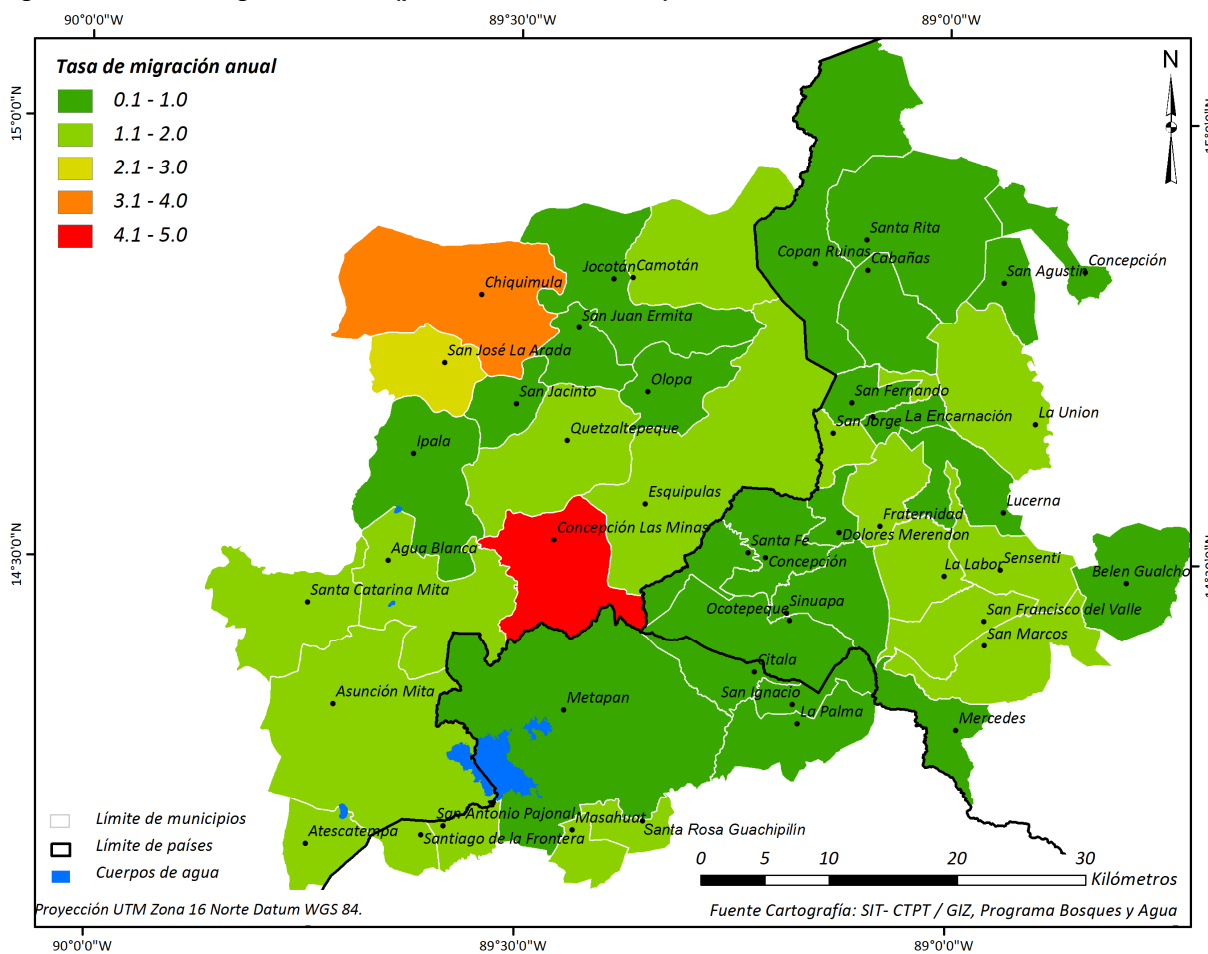 90°0'0"W
89°30'0"W
89°0'0"W
Tasa de migración anual
0.1 - 1.0
1.1 - 2.0
2.1 - 3.0
3.1 - 4.0
4.1 - 5.0
N
15°0'0"N
Santa Rita
Copan Ruinas
Cabañas
Concepción
San Agustin
Jocotán
Camotán
Chiquimula
San Juan Ermita
San José La Arada
Olopa
San Jacinto
San Fernando
La Encarnación
San Jorge
La Union
Quetzaltepeque
Ipala
Esquipulas
Lucerna
Concepción Las Minas
Fraternidad
Dolores Merendon
Santa Fe
Concepción
Agua Blanca
14°30'0"N
La Labor
Sensenti
Belen Gualcho
Santa Catarina Mita
Ocotepeque
Sinuapa
San Francisco del Valle
San Marcos
Citala
Asunción Mita
Metapan
San Ignacio
La Palma
Mercedes
San Antonio Pajonal
Masahuat
Santa Rosa Guachipilín
Atescatempa
Santiago de la Frontera
Límite de municipios
Límite de países
Cuerpos de agua
0 5 10 20 30
Kilómetros
Proyección UTM Zona 16 Norte Datum WGS 84.
Fuente Cartografía: SIT- CTPT / GIZ, Programa Bosques y Agua
90°0'0"W
89°30'0"W
89°0'0"W